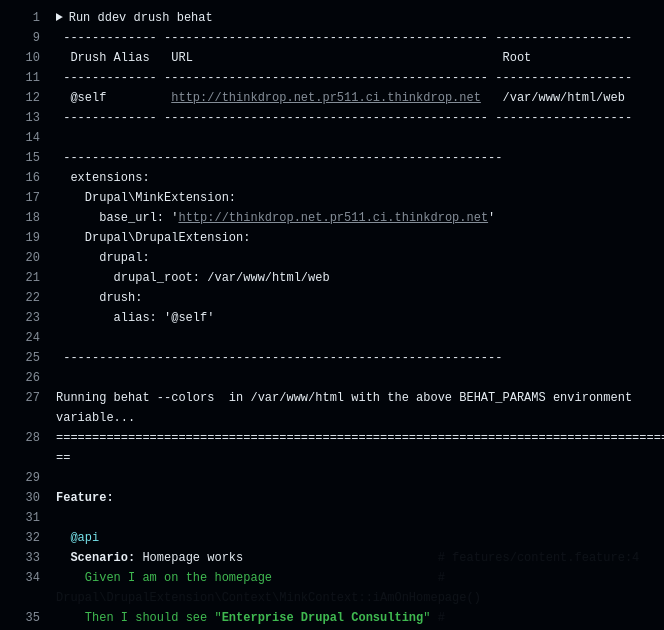 1 Run ddev drush behat
9 ------------- --------------------------------------------- -------------------
10 Drush Alias URL Root
11 ------------- --------------------------------------------- -------------------
12 @self http://thinkdrop.net.pr511.ci.thinkdrop.net /var/www/html/web
13 ------------- --------------------------------------------- -------------------
14
15 -------------------------------------------------------------
16 extensions:
17 Drupal\MinkExtension:
18 base_url: 'http://thinkdrop.net.pr511.ci.thinkdrop.net'
19 Drupal\DrupalExtension:
20 drupal:
21 drupal_root: /var/www/html/web
22 drush:
23 alias: '@self'
24
25 -------------------------------------------------------------
26
27 Running behat --colors in /var/www/html with the above BEHAT_PARAMS environment
variable...
28 =====================================================================================
==
29
30 Feature:
31
32 @api
33 Scenario: Homepage works # features/content.feature:4
34 Given I am on the homepage #
Drupal\DrupalExtension\Context\MinkContext::iAmOnHomepage()
35 Then I should see "Enterprise Drupal Consulting" #